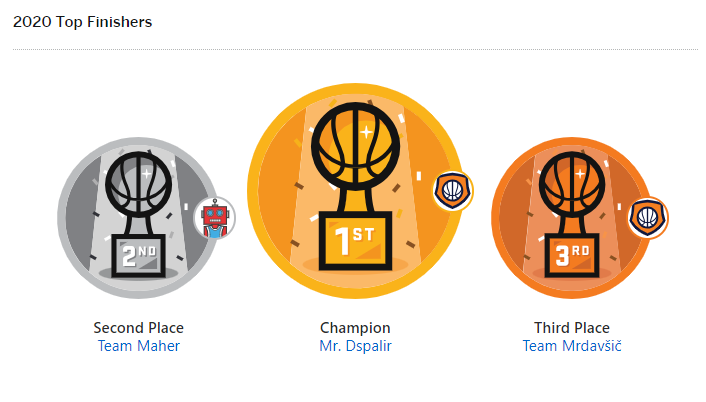 2020 Top Finishers
2ND
1ST
3RD
Second Place
Team Maher
Champion
Mr. Dspalir
Third Place
Team Mrdavšič